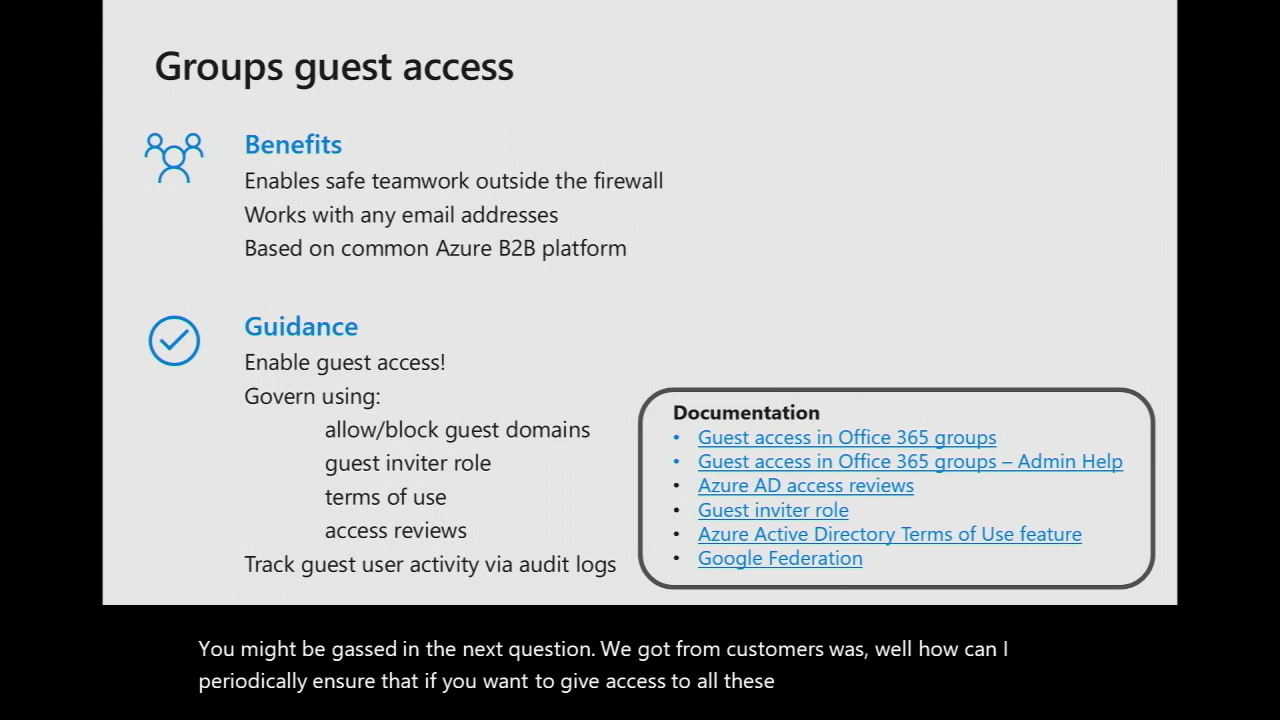 Groups guest access
Benefits
Enables safe teamwork outside the firewall
Works with any email addresses
Based on common Azure B2B platform
Guidance
Enable guest access!
Govern using:
allow/block guest domains
guest inviter role
terms of use
access reviews
Track guest user activity via audit logs
Documentation
• Guest access in Office 365 groups
• Guest access in Office 365 groups – Admin Help
• Azure AD access reviews
• Guest inviter role
• Azure Active Directory Terms of Use feature
• Google Federation
You might be gassed in the next question. We got from customers was, well how can I
periodically ensure that if you want to give access to all these